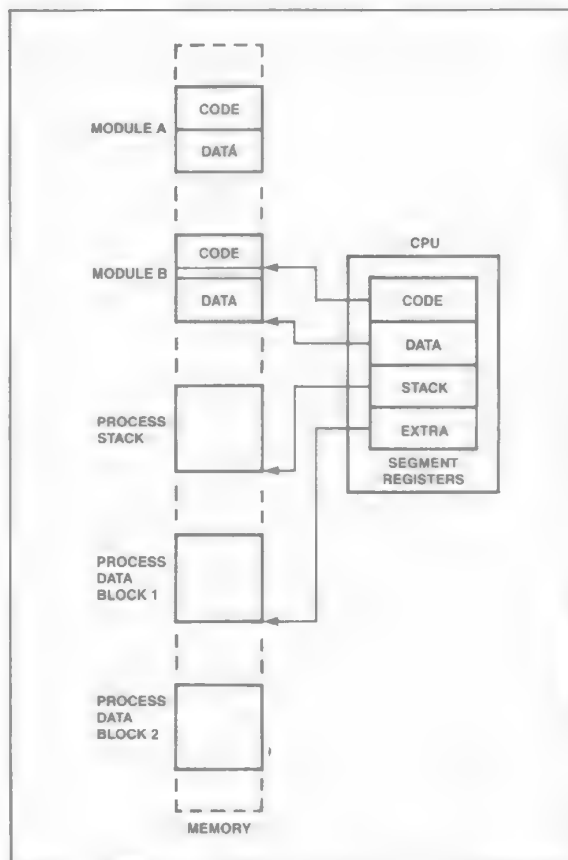 CODE
MODULE A
DATA
CPU
CODE
MODULE B
DATA
CODE
DATA
STACK
EXTRA
SEGMENT
REGISTERS
PROCESS
STACK
PROCESS
DATA
BLOCK 1
PROCESS
DATA
BLOCK 2
MEMORY